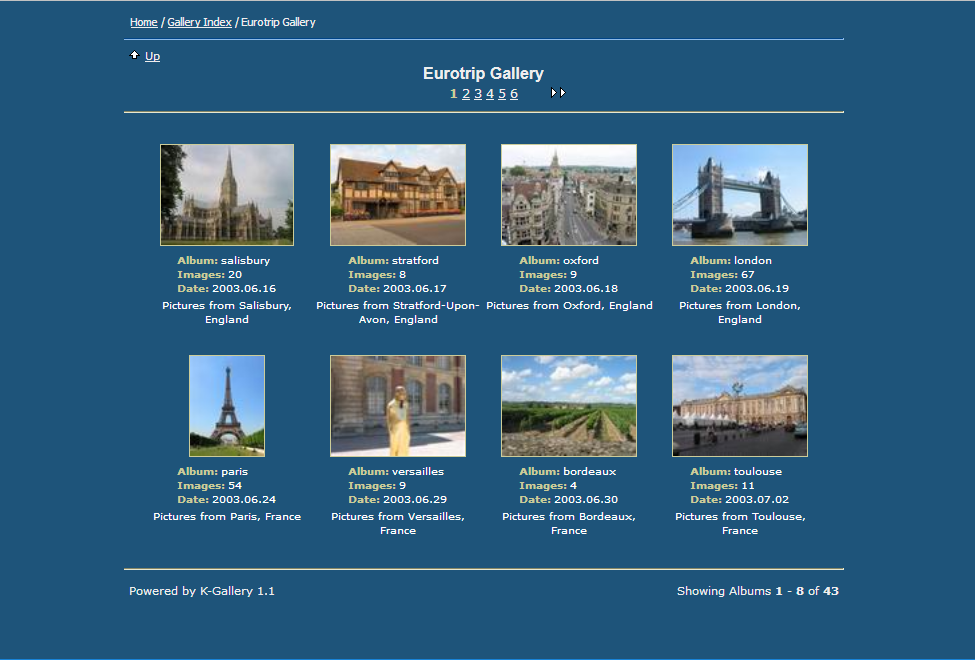 Home / Gallery Index / Eurotrip Gallery
Up
Eurotrip Gallery
1 2 3 4 5 6
Album: salisbury
Images: 20
Date: 2003.06.16
Pictures from Salisbury,
England
Album: stratford
Images: 8
Date: 2003.06.17
Pictures from Stratford-Upon-
Avon, England
Album: oxford
Images: 9
Date: 2003.06.18
Pictures from Oxford, England
Album: london
Images: 67
Date: 2003.06.19
Pictures from London,
England
Album: paris
Images: 54
Date: 2003.06.24
Pictures from Paris, France
Album: versailles
Images: 9
Date: 2003.06.29
Pictures from Versailles,
France
Album: bordeaux
Images: 4
Date: 2003.06.30
Pictures from Bordeaux,
France
Album: toulouse
Images: 11
Date: 2003.07.02
Pictures from Toulouse,
France
Powered by K-Gallery 1.1
Showing Albums 1 - 8 of 43